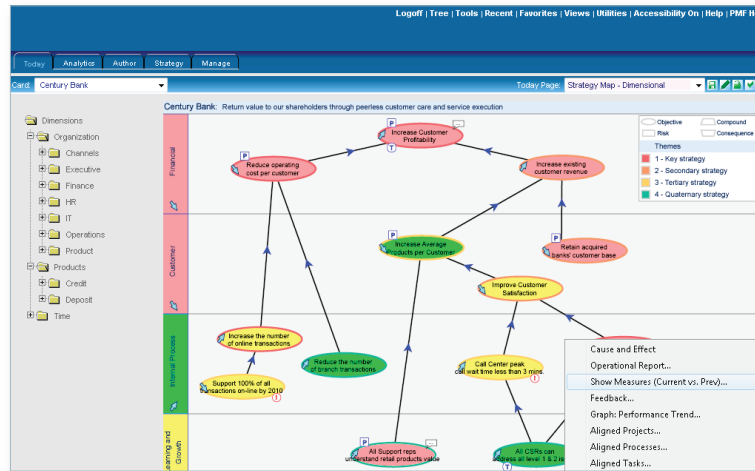 Logoff | Tree | Tools | Recent | Favorites | Views | Utilities | Accessibility On | Help | PMF H
Today Analytics Author Strategy Manage
Card: Century Bank Today Page: Strategy Map - Dimensional
Century Bank: Return value to our shareholders through peerless customer care and service execution
Dimensions
Organization
Channels
Executive
Finance
HR
IT
Operations
Product
Products
Credit
Deposit
Time
Financial
Customer
Internal Process
earning and
Growth
P
Increase Customer
Profitability
T
P
Reduce operating
cost per customer
Increase existing
customer revenue
Objective Compound
Risk Consequence
Themes
1 - Key strategy
2 - Secondary strategy
3 - Tertiary strategy
4 - Quaternary strategy
P
Increase Average
Products per Customer
P
Retain acquired
banks' customer base
Improve Customer
Satisfaction
Increase the number
of online transactions
Reduce the number
of branch transactions
Support 100% of all
transactions on-line by 2010
I
Call Center peak
call wait time less than 3 mins.
I
P
All Support reps
understand retail products value
All CSRs can
address all level 1 & 2 is
T
Cause and Effect
Operational Report...
Show Measures (Current vs. Prev)...
Feedback...
Graph: Performance Trend...
Aligned Projects...
Aligned Processes...
Aligned Tasks...